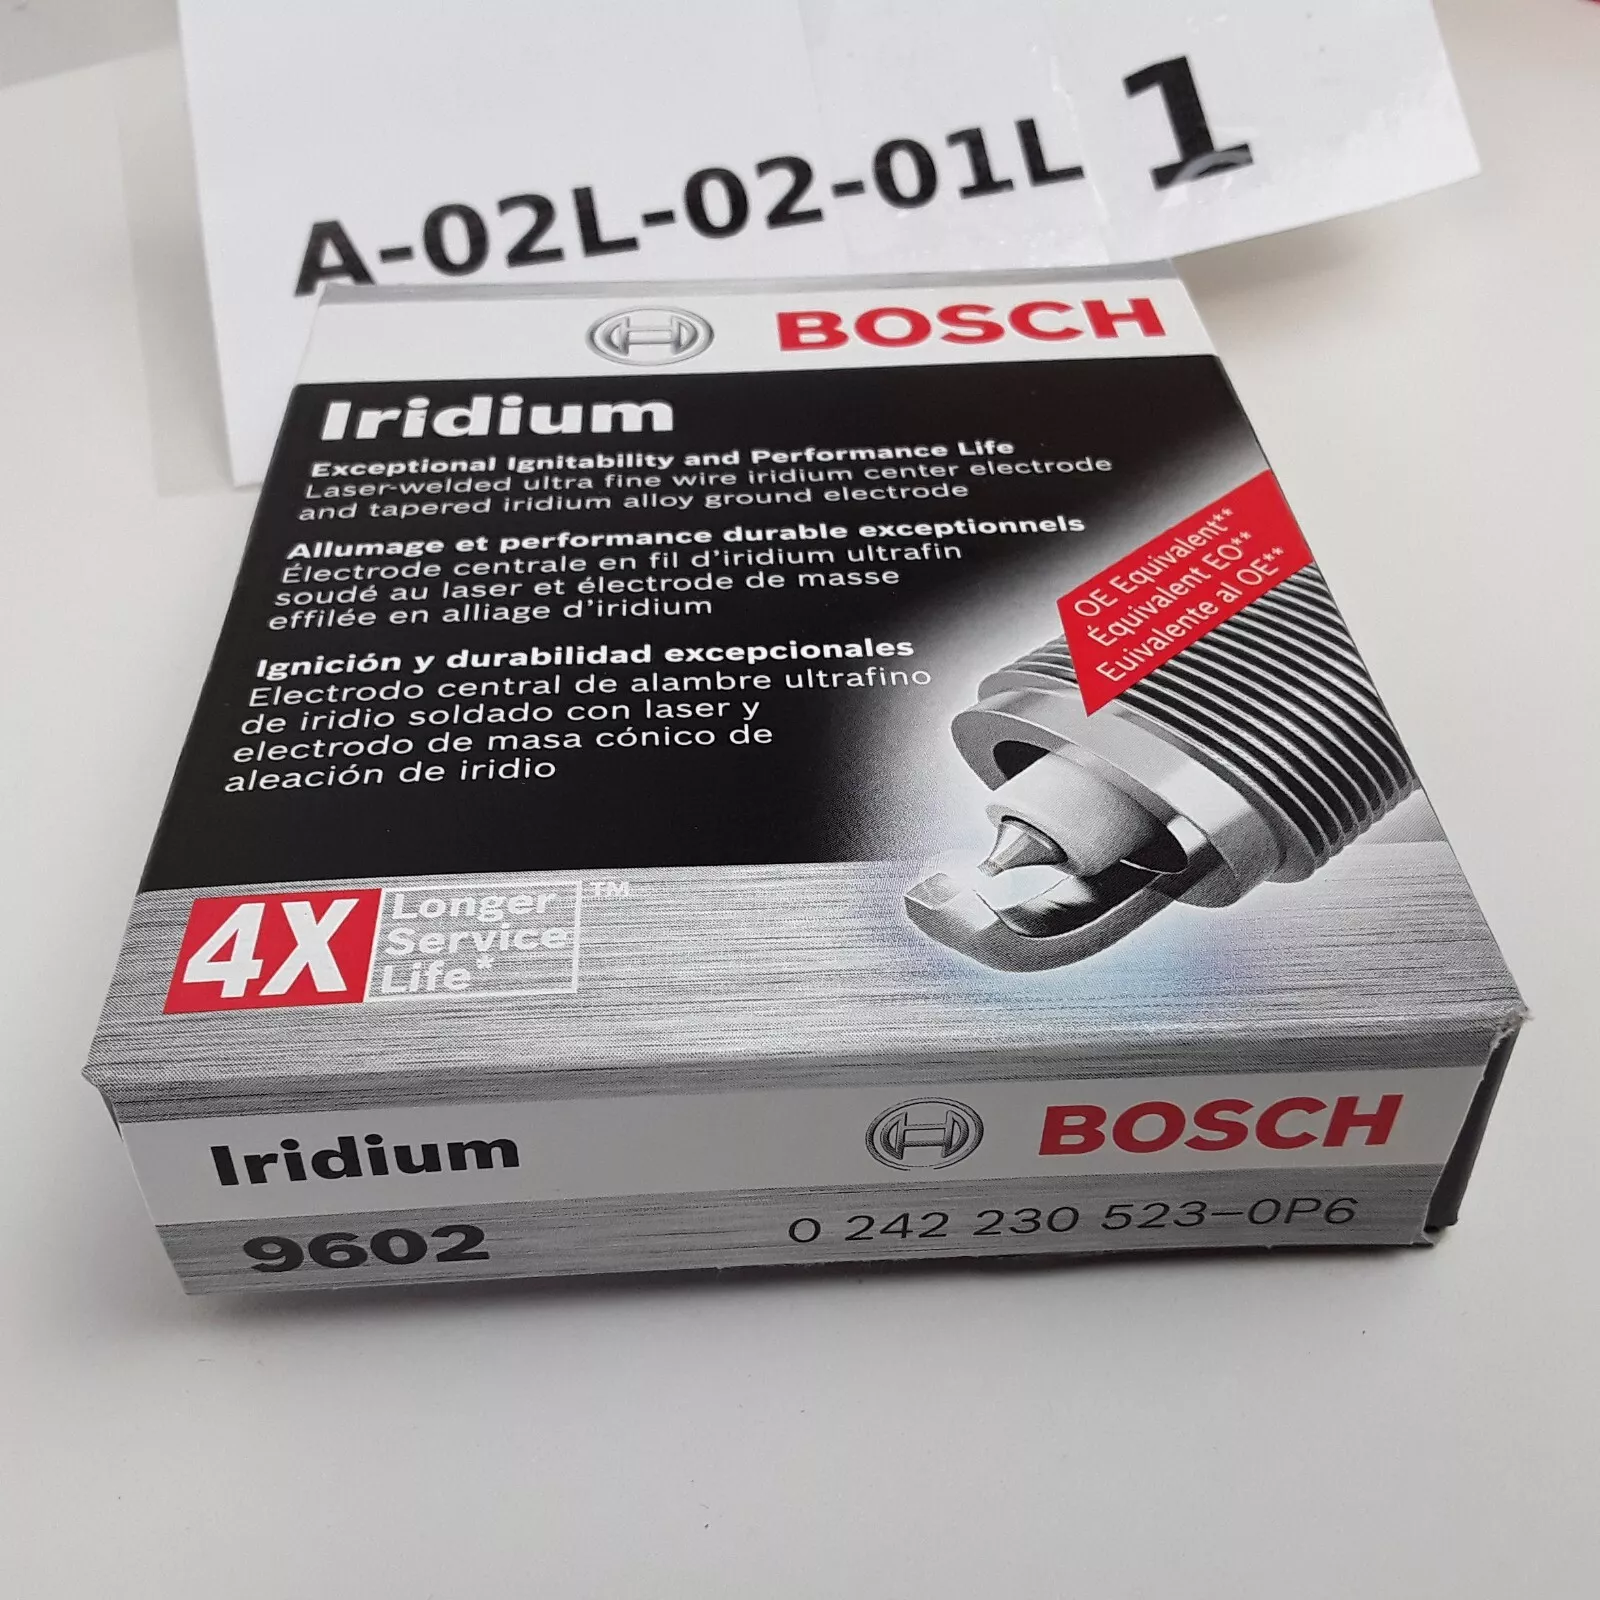 A-02L-02-01L 1
BOSCH
Iridium
Exceptional Ignitability and Performance Life
Laser-welded ultra fine wire iridium center electrode
and tapered iridium alloy ground electrode
Allumage et performance durable exceptionnels
Électrode centrale en fil d'iridium ultrafin
soudé au laser et électrode de masse
effilée en alliage d'iridium
Ignición y durabilidad excepcionales
Electrodo central de alambre ultrafino
de iridio soldado con laser y
electrodo de masa cónico de
aleación de iridio
OE Equivalent**
Équivalent EO**
Euivalente al OE**
4X
Longer
Service
Life*
TM
Iridium
BOSCH
9602
0 242 230 523-0P6